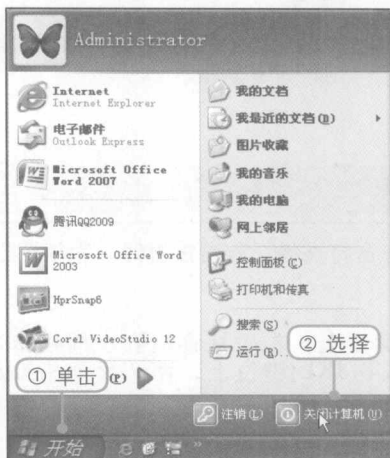 Administrator
Internet
Internet Explorer
电子邮件
Outlook Express
Microsoft Office
Word 2007
腾讯QQ2009
Microsoft Office Word
2003
HprSnap6
Corel VideoStudio 12
(P)
我的文档
我最近的文档(D)
图片收藏
我的音乐
我的电脑
网上邻居
控制面板(C)
打印机和传真
搜索(S)
运行(R)...
① 单击
② 选择
注销(L)
关闭计算机(U)
开始